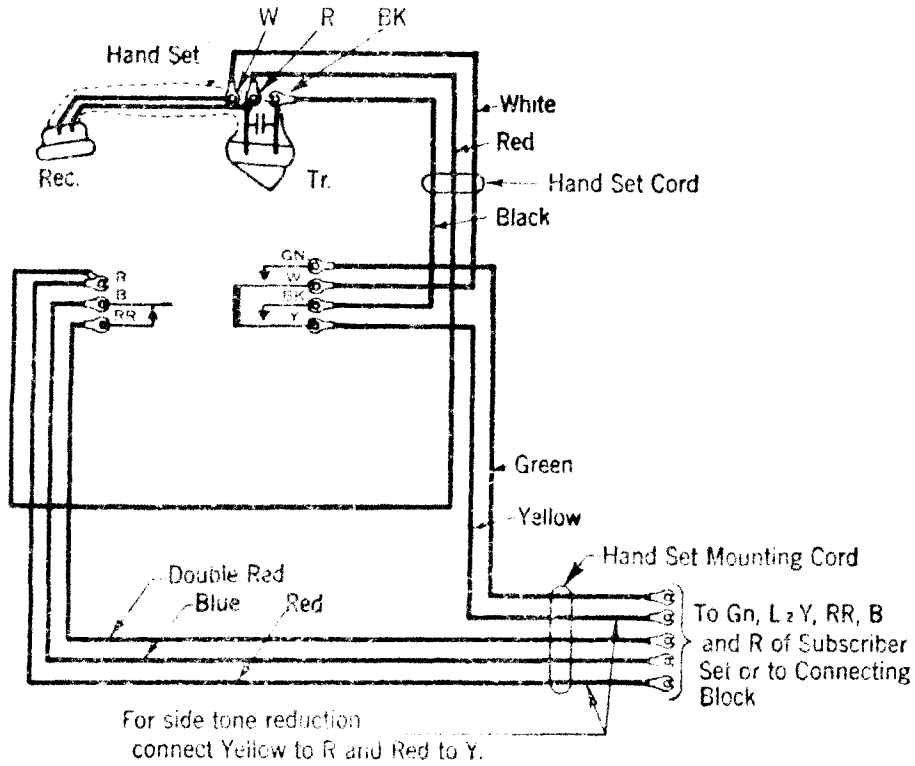 W R BK
Hand Set
White
Red
Rec.
Tr.
Hand Set Cord
Black
GN
W
BK
Y
R
B
RR
Green
Yellow
Hand Set Mounting Cord
Double Red
Blue
Red
To Gn, L2Y, RR, B
and R of Subscriber
Set or to Connecting
Block
For side tone reduction
connect Yellow to R and Red to Y.